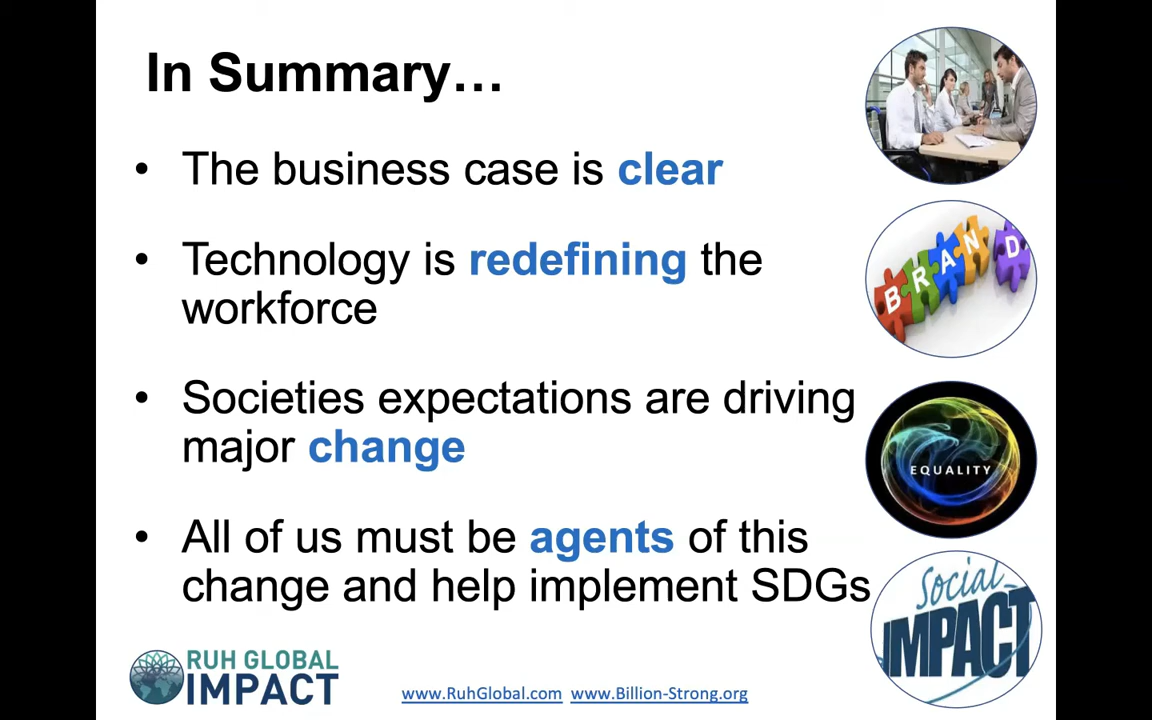 In Summary…
• The business case is clear
• Technology is redefining the
workforce
• Societies expectations are driving
major change
• All of us must be agents of this
change and help implement SDGs
BRAND
EQUALITY
Social
IMPACT
RUH GLOBAL
IMPACT
www.RuhGlobal.com www.Billion-Strong.org